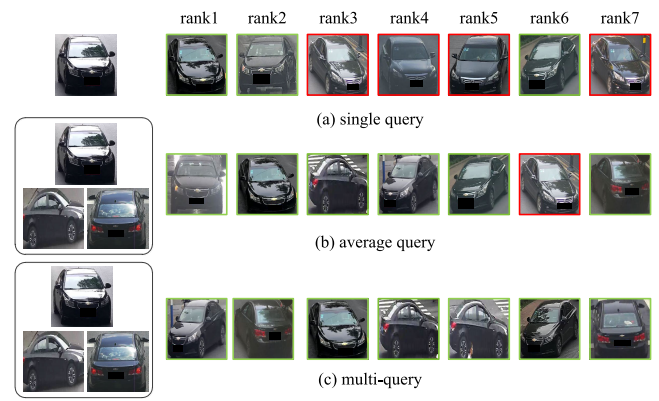 rank1 rank2 rank3 rank4 rank5 rank6 rank7
(a) single query
(b) average query
(c) multi-query